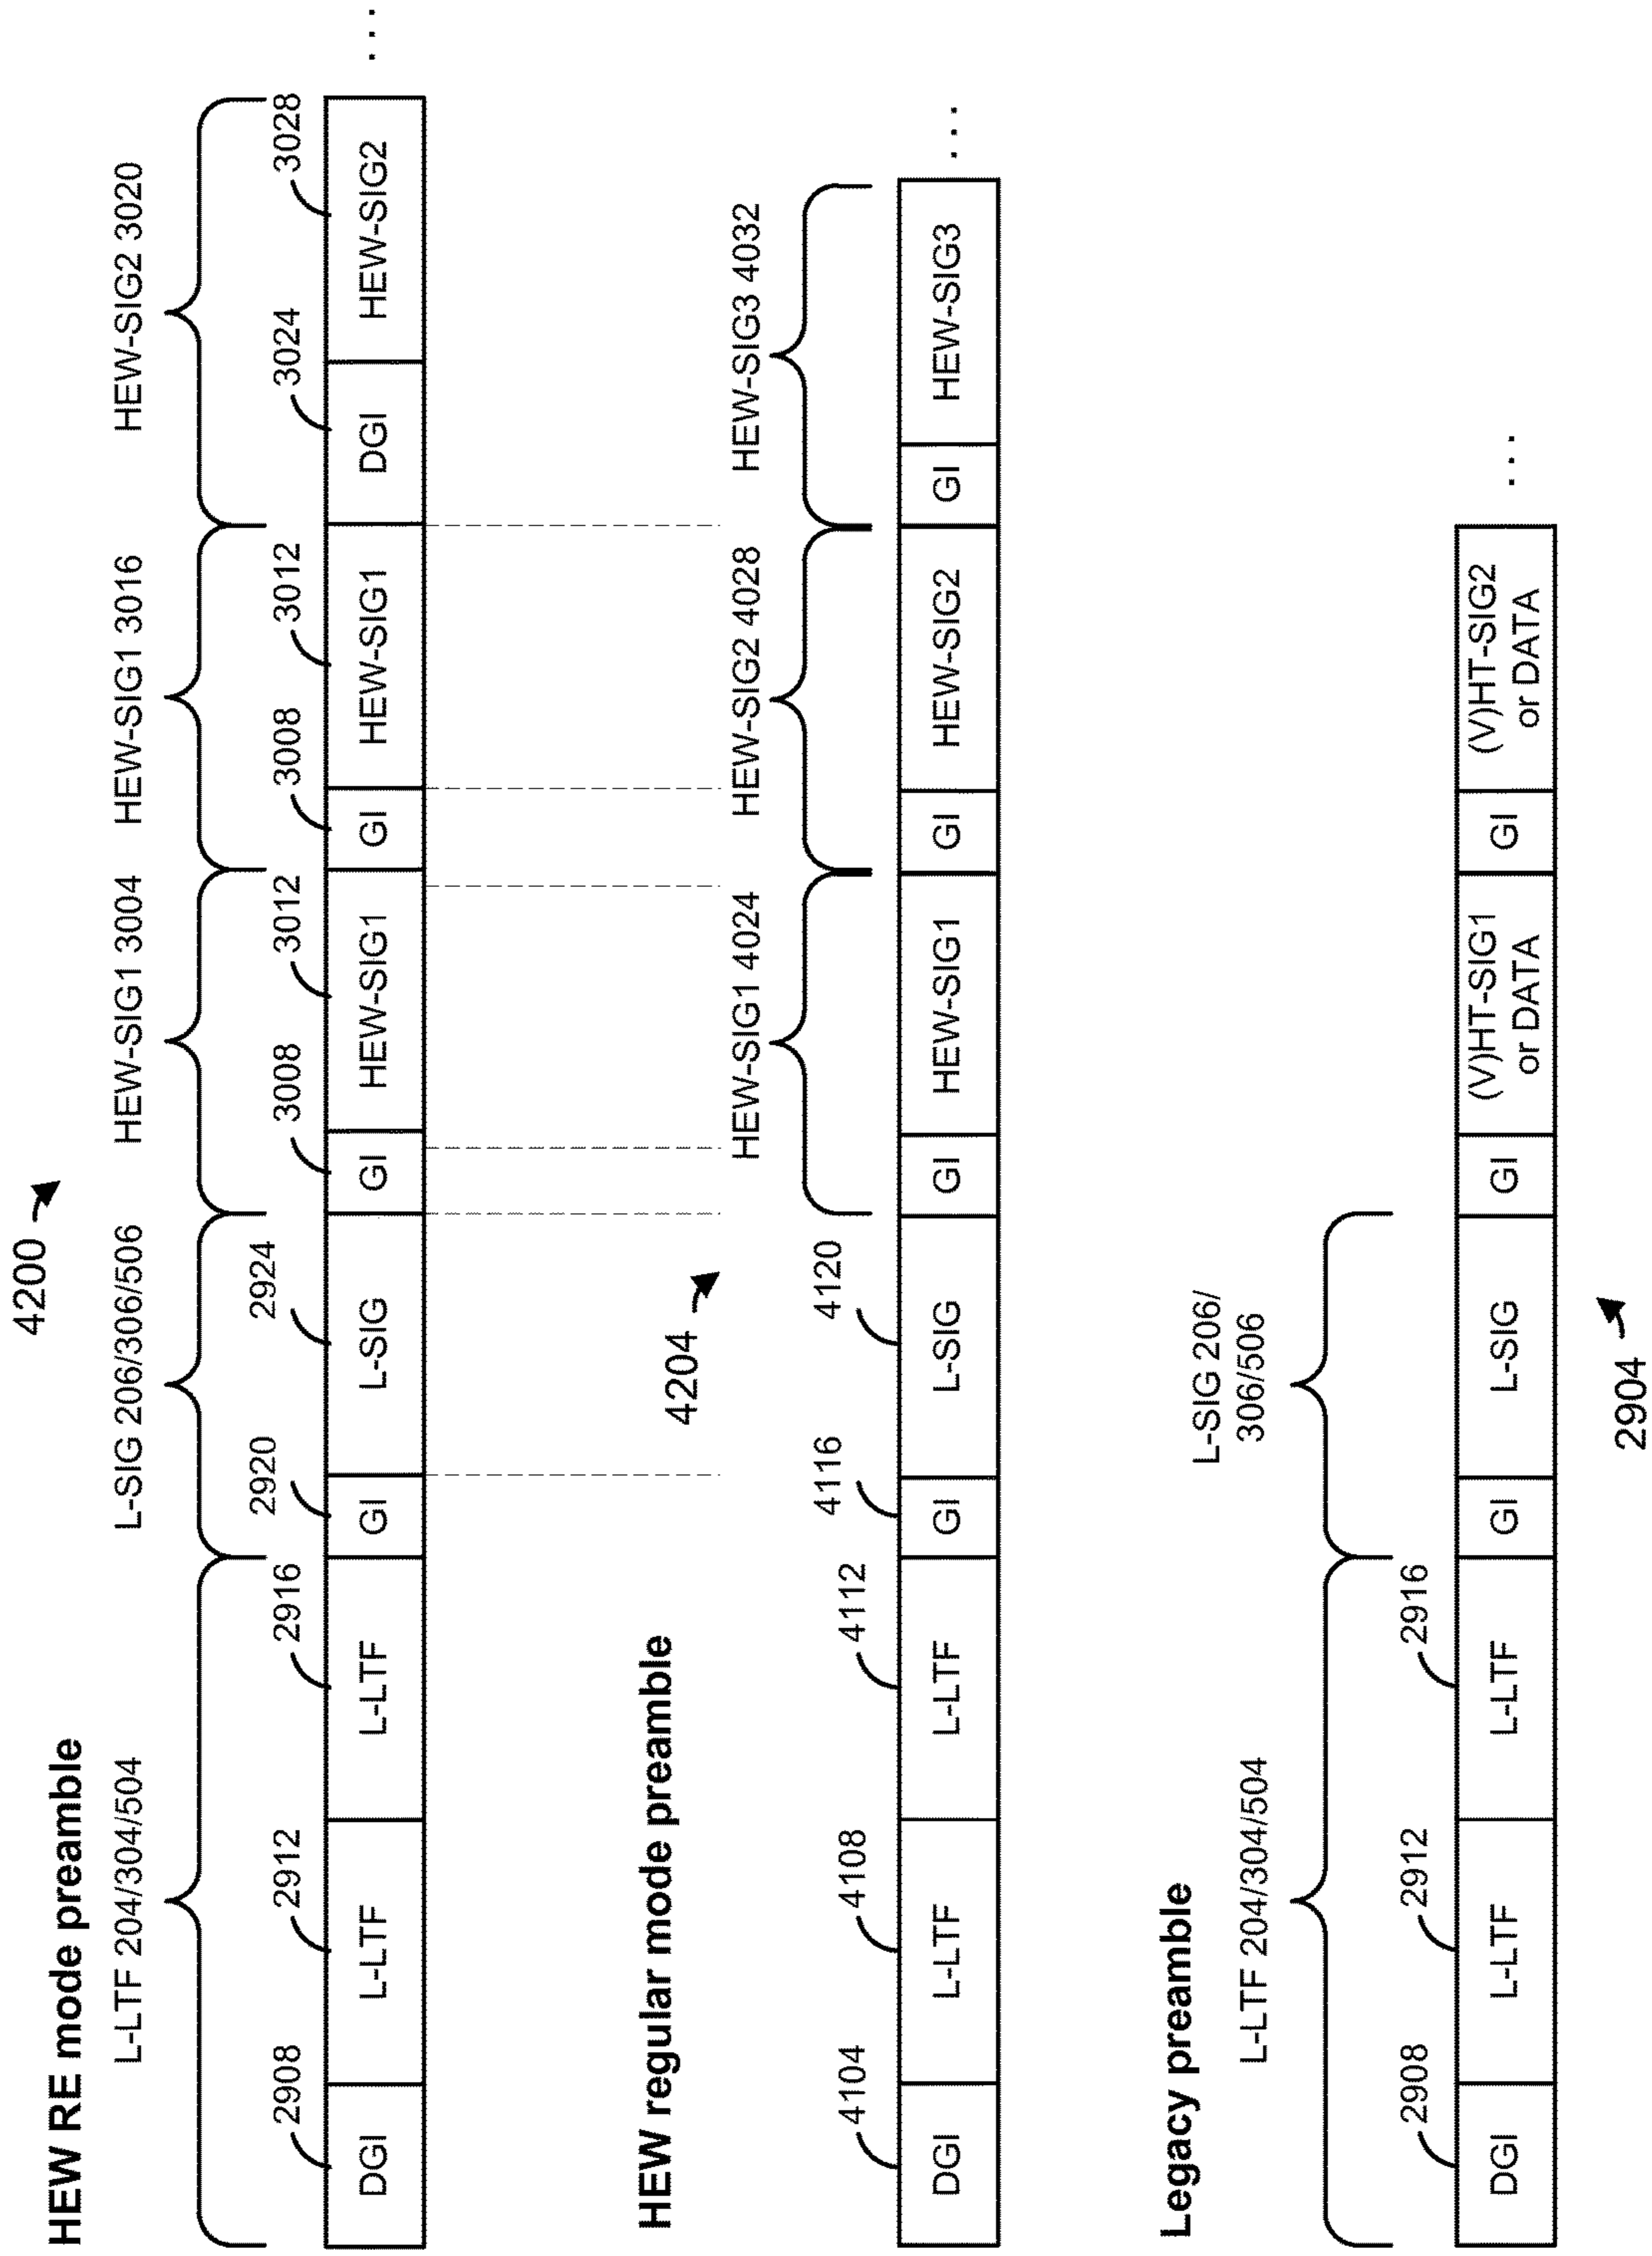 4200
HEW RE mode preamble
L-LTF 204/304/504
L-SIG 206/306/506
HEW-SIG1 3004
HEW-SIG1 3016
HEW-SIG2 3020
2908
2912
2916
2920
2924
3008
3012
3008
3012
3024
3028
DGI
L-LTF
L-LTF
GI
L-SIG
GI
HEW-SIG1
GI
HEW-SIG1
DGI
HEW-SIG2
...
4204
HEW regular mode preamble
HEW-SIG1 4024
HEW-SIG2 4028
HEW-SIG3 4032
4104
4108
4112
4116
4120
DGI
L-LTF
L-LTF
GI
L-SIG
GI
HEW-SIG1
GI
HEW-SIG2
GI
HEW-SIG3
...
Legacy preamble
L-LTF 204/304/504
L-SIG 206/
306/506
2908
2912
2916
DGI
L-LTF
L-LTF
GI
L-SIG
GI
(V)HT-SIG1
or DATA
GI
(V)HT-SIG2
or DATA
...
2904